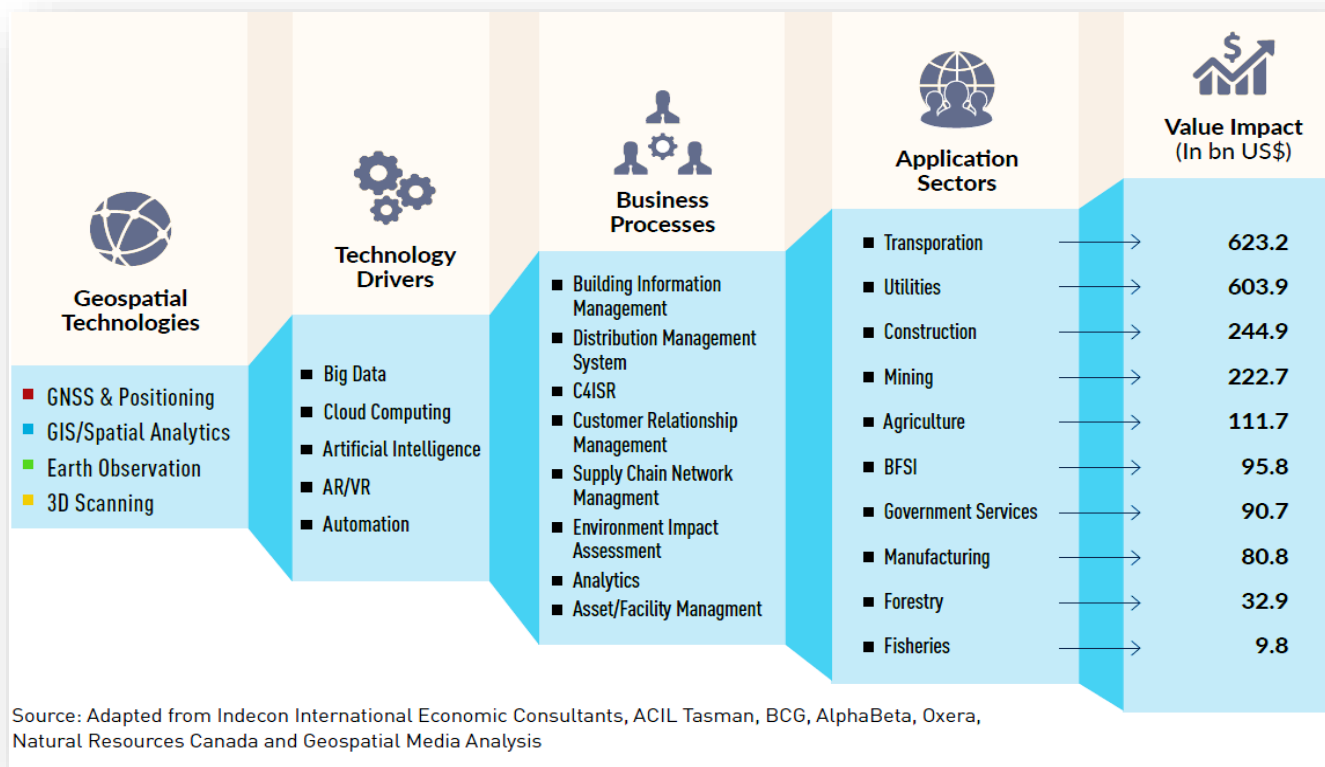 Geospatial
Technologies
GNSS & Positioning
GIS/Spatial Analytics
Earth Observation
3D Scanning
Technology
Drivers
Big Data
Cloud Computing
Artificial Intelligence
AR/VR
Automation
Business
Processes
Building Information
Management
Distribution Management
System
C4ISR
Customer Relationship
Management
Supply Chain Network
Managment
Environment Impact
Assessment
Analytics
Asset/Facility Managment
Application
Sectors
Value Impact
(In bn US$)
Transporation 623.2
Utilities 603.9
Construction 244.9
Mining 222.7
Agriculture 111.7
BFSI 95.8
Government Services 90.7
Manufacturing 80.8
Forestry 32.9
Fisheries 9.8
Source: Adapted from Indecon International Economic Consultants, ACIL Tasman, BCG, AlphaBeta, Oxera,
Natural Resources Canada and Geospatial Media Analysis